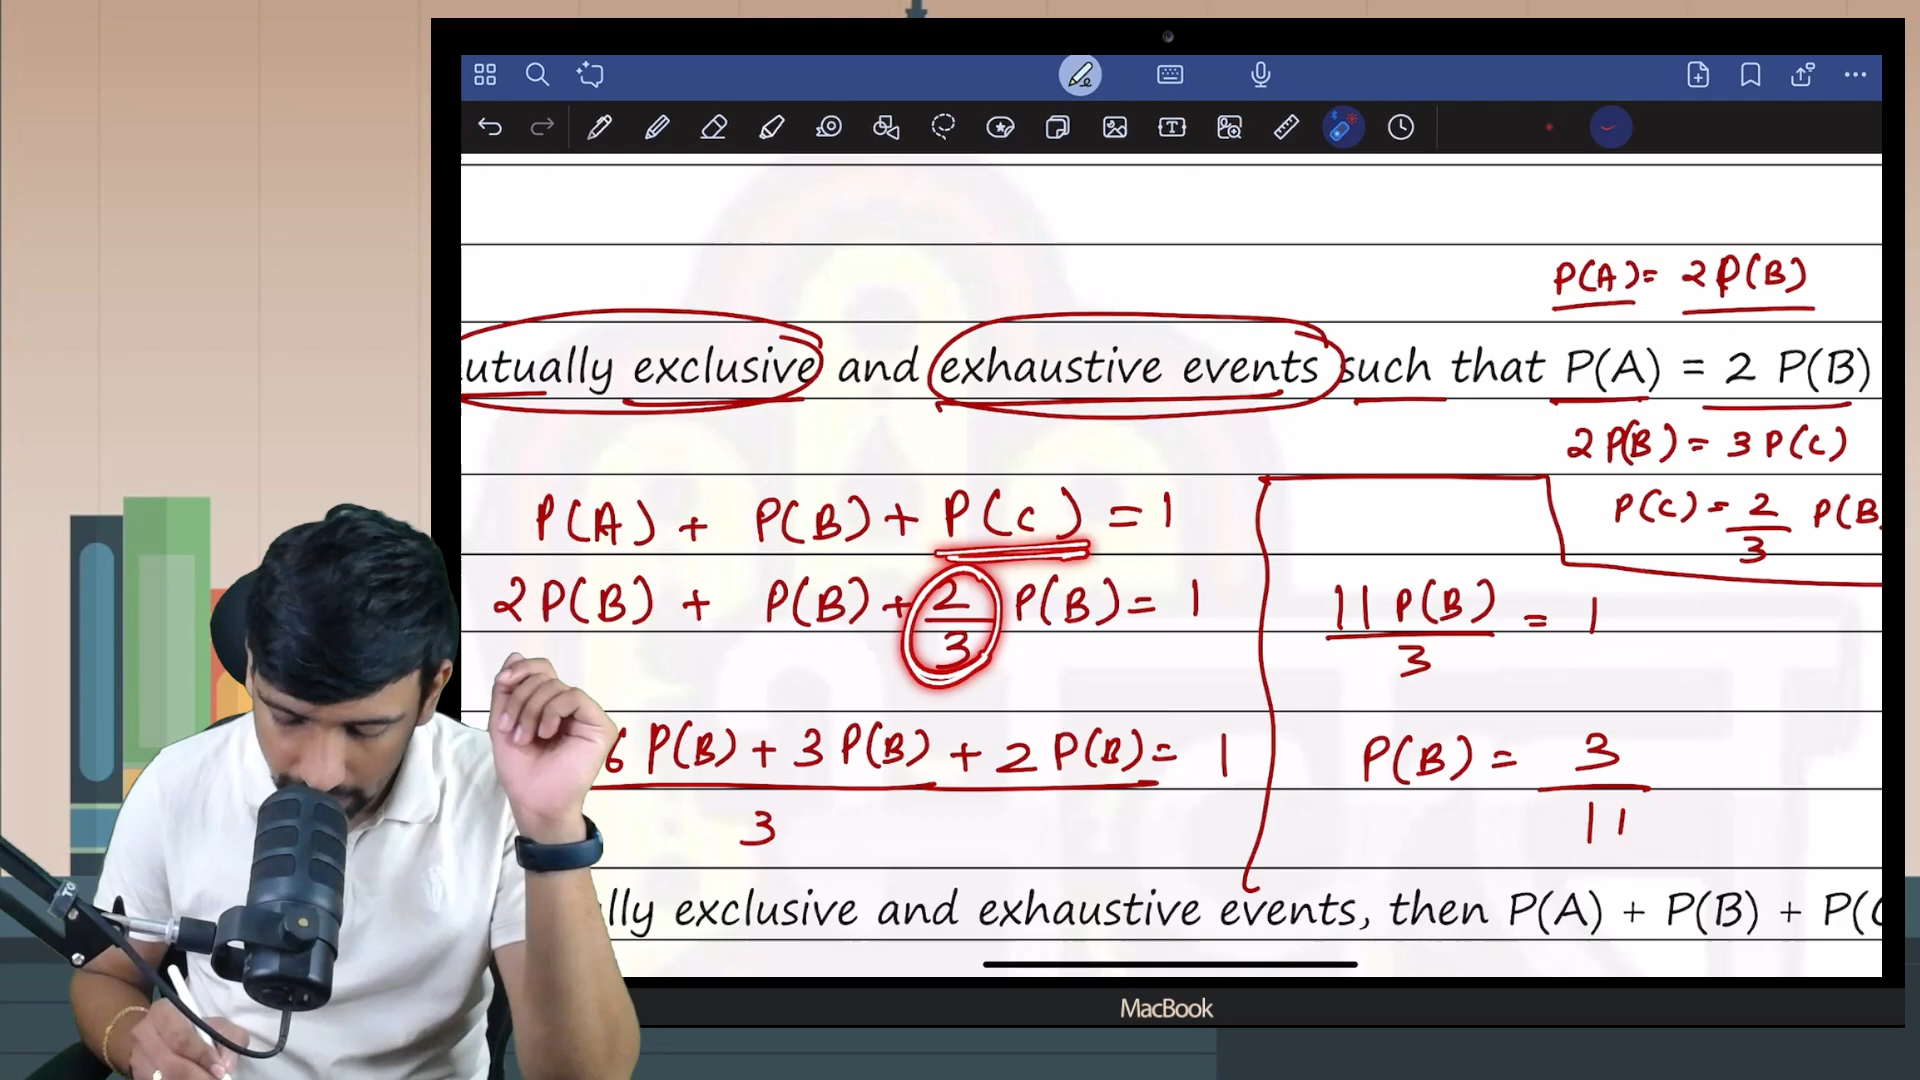 P(A) = 2P(B)
utually exclusive and exhaustive events such that P(A) = 2 P(B)
2P(B) = 3P(C)
P(A) + P(B) + P(C) = 1
P(C) = 2/3 P(B
2P(B) + P(B) + 2/3 P(B) = 1
11 P(B)/3 = 1
6 P(B) + 3 P(B) + 2 P(B) = 1
3
P(B) = 3/11
lly exclusive and exhaustive events, then P(A) + P(B) + P(C
MacBook